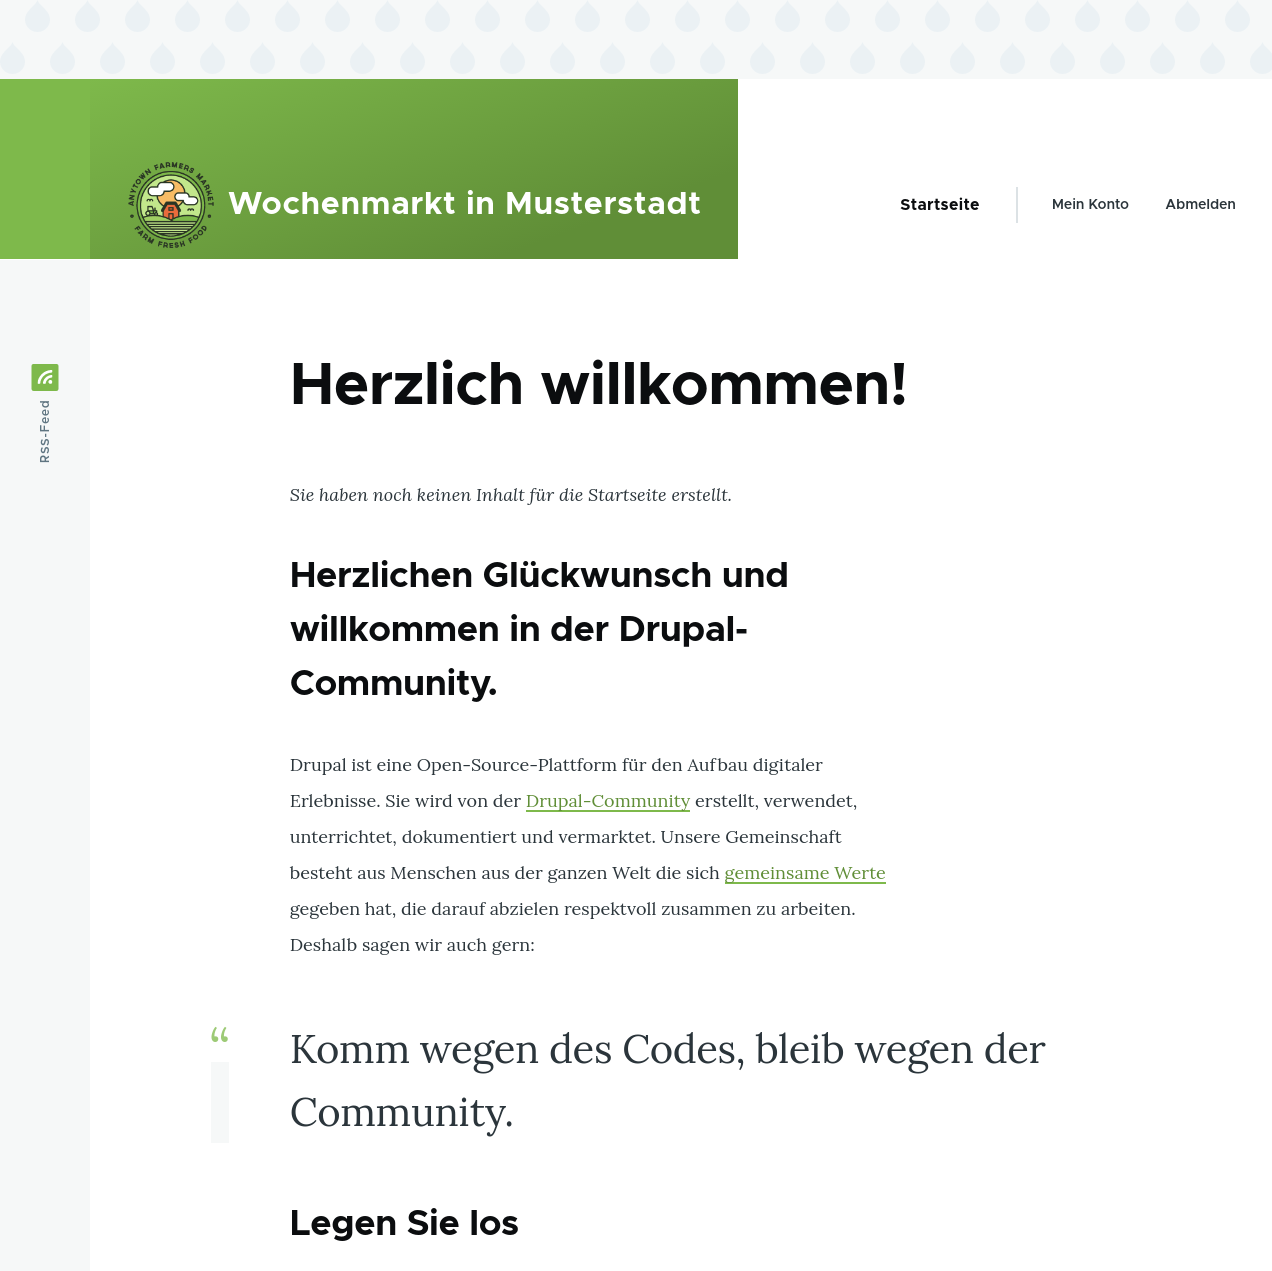 ANYTOWN FARMERS MARKET
FARM FRESH FOOD
Wochenmarkt in Musterstadt
Startseite
Mein Konto
Abmelden
RSS-Feed
Herzlich willkommen!
Sie haben noch keinen Inhalt für die Startseite erstellt.
Herzlichen Glückwunsch und
willkommen in der Drupal-
Community.
Drupal ist eine Open-Source-Plattform für den Aufbau digitaler
Erlebnisse. Sie wird von der Drupal-Community erstellt, verwendet,
unterrichtet, dokumentiert und vermarktet. Unsere Gemeinschaft
besteht aus Menschen aus der ganzen Welt die sich gemeinsame Werte
gegeben hat, die darauf abzielen respektvoll zusammen zu arbeiten.
Deshalb sagen wir auch gern:
“
Komm wegen des Codes, bleib wegen der
Community.
Legen Sie los